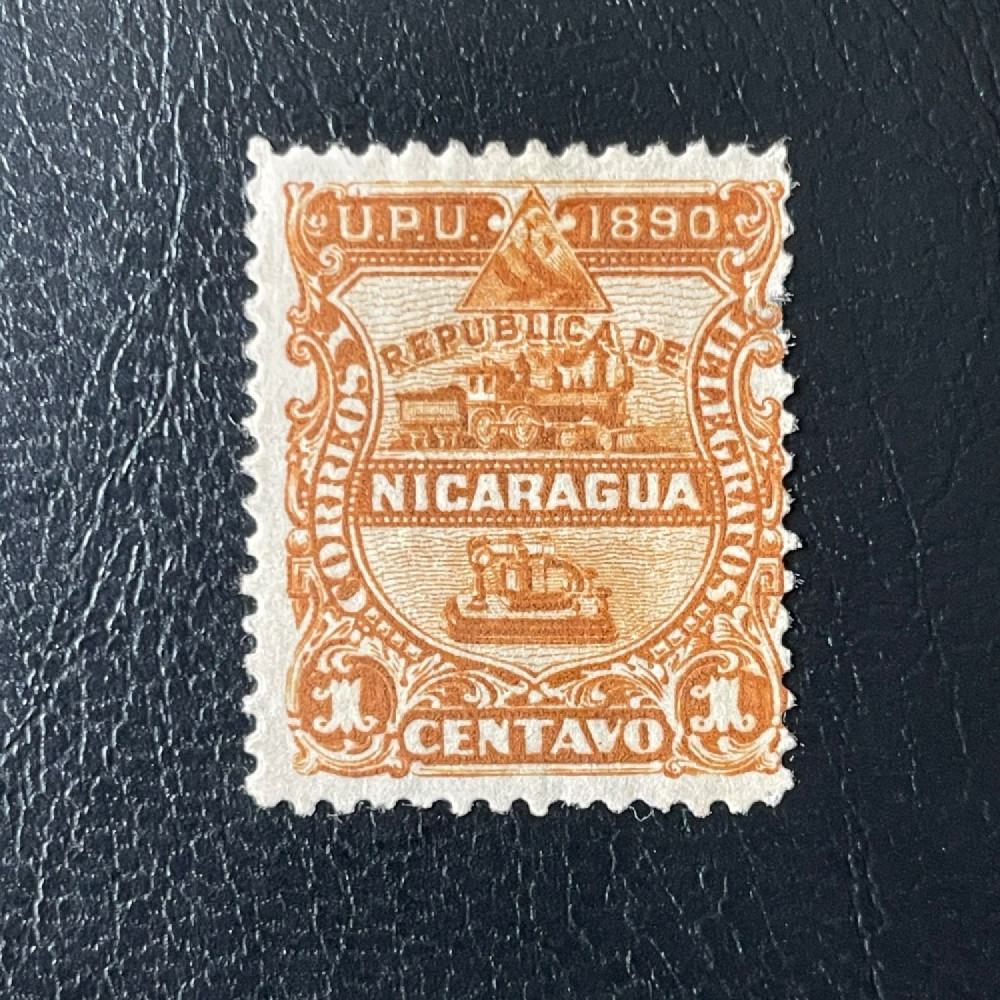 U.P.U. 1890
REPUBLICA DE
CORREOS
TELEGRAFOS
NICARAGUA
1 CENTAVO 1